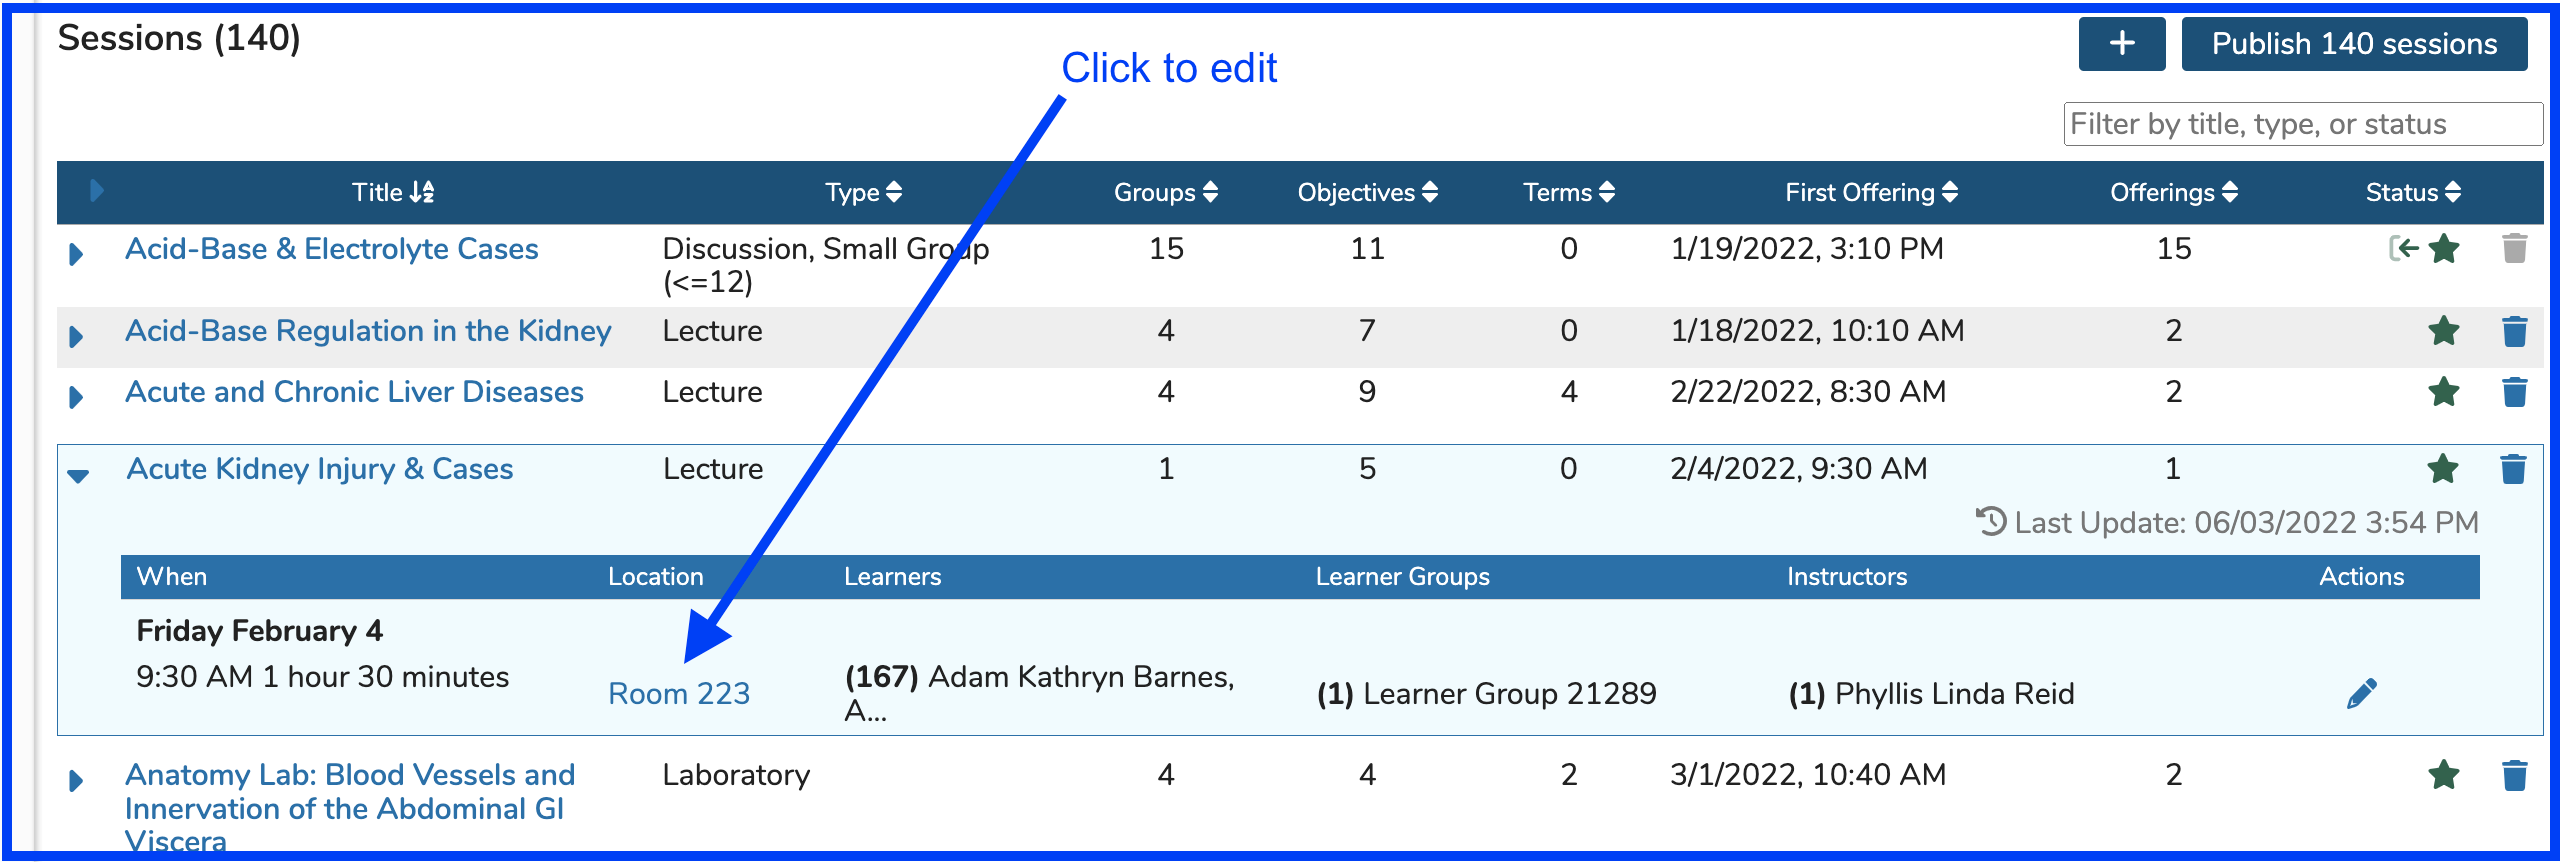 Sessions (140)
Click to edit
+ Publish 140 sessions
Filter by title, type, or status
Title Type Groups Objectives Terms First Offering Offerings Status
Acid-Base & Electrolyte Cases Discussion, Small Group 15 11 0 1/19/2022, 3:10 PM 15
(<=12)
Acid-Base Regulation in the Kidney Lecture 4 7 0 1/18/2022, 10:10 AM 2
Acute and Chronic Liver Diseases Lecture 4 9 4 2/22/2022, 8:30 AM 2
Acute Kidney Injury & Cases Lecture 1 5 0 2/4/2022, 9:30 AM 1
Last Update: 06/03/2022 3:54 PM
When Location Learners Learner Groups Instructors Actions
Friday February 4
9:30 AM 1 hour 30 minutes Room 223 (167) Adam Kathryn Barnes, (1) Learner Group 21289 (1) Phyllis Linda Reid
A...
Anatomy Lab: Blood Vessels and Laboratory 4 4 2 3/1/2022, 10:40 AM 2
Innervation of the Abdominal GI
Viscera